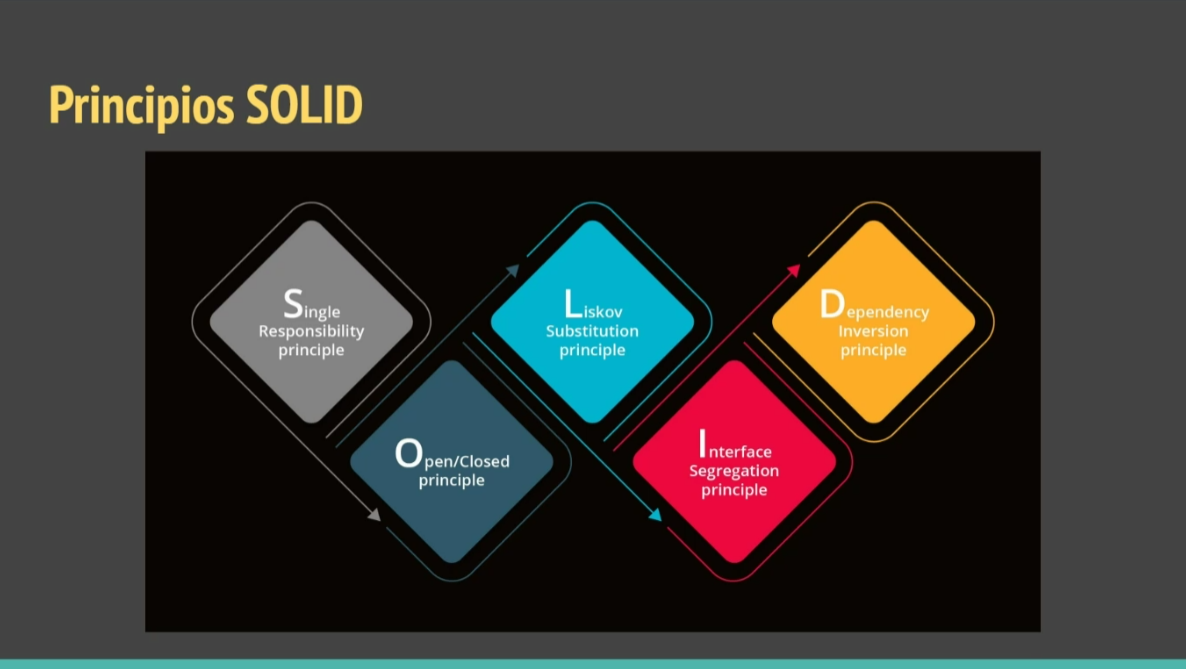 Principios SOLID
Single
Responsibility
principle
Open/Closed
principle
Liskov
Substitution
principle
Interface
Segregation
principle
Dependency
Inversion
principle